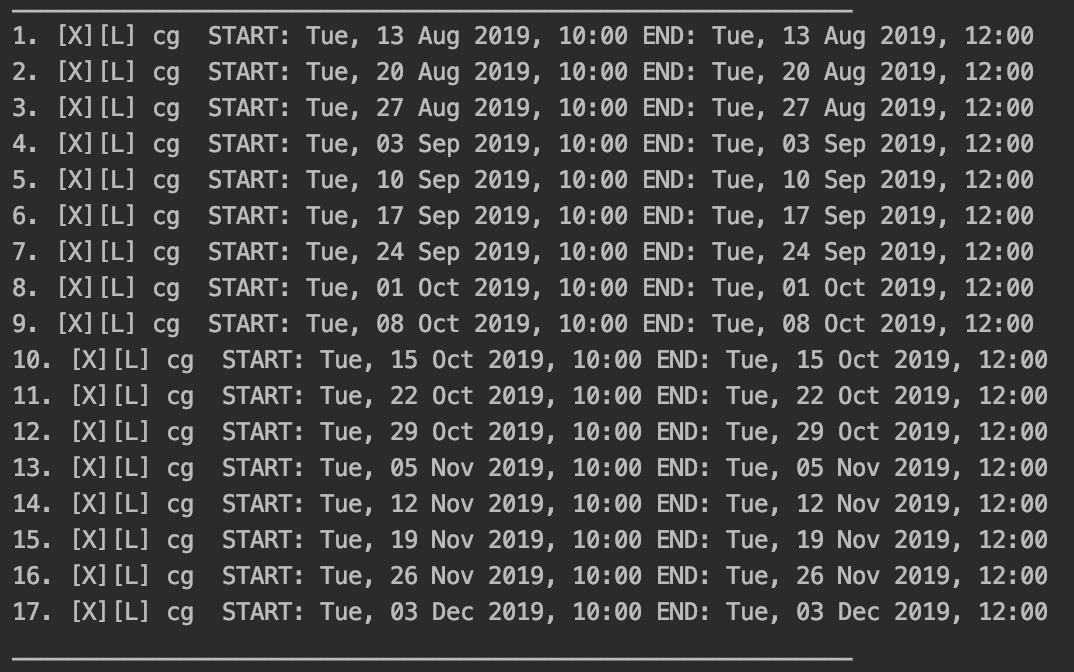 1. [X][L] cg  START: Tue, 13 Aug 2019, 10:00 END: Tue, 13 Aug 2019, 12:00
2. [X][L] cg  START: Tue, 20 Aug 2019, 10:00 END: Tue, 20 Aug 2019, 12:00
3. [X][L] cg  START: Tue, 27 Aug 2019, 10:00 END: Tue, 27 Aug 2019, 12:00
4. [X][L] cg  START: Tue, 03 Sep 2019, 10:00 END: Tue, 03 Sep 2019, 12:00
5. [X][L] cg  START: Tue, 10 Sep 2019, 10:00 END: Tue, 10 Sep 2019, 12:00
6. [X][L] cg  START: Tue, 17 Sep 2019, 10:00 END: Tue, 17 Sep 2019, 12:00
7. [X][L] cg  START: Tue, 24 Sep 2019, 10:00 END: Tue, 24 Sep 2019, 12:00
8. [X][L] cg  START: Tue, 01 Oct 2019, 10:00 END: Tue, 01 Oct 2019, 12:00
9. [X][L] cg  START: Tue, 08 Oct 2019, 10:00 END: Tue, 08 Oct 2019, 12:00
10. [X][L] cg  START: Tue, 15 Oct 2019, 10:00 END: Tue, 15 Oct 2019, 12:00
11. [X][L] cg  START: Tue, 22 Oct 2019, 10:00 END: Tue, 22 Oct 2019, 12:00
12. [X][L] cg  START: Tue, 29 Oct 2019, 10:00 END: Tue, 29 Oct 2019, 12:00
13. [X][L] cg  START: Tue, 05 Nov 2019, 10:00 END: Tue, 05 Nov 2019, 12:00
14. [X][L] cg  START: Tue, 12 Nov 2019, 10:00 END: Tue, 12 Nov 2019, 12:00
15. [X][L] cg  START: Tue, 19 Nov 2019, 10:00 END: Tue, 19 Nov 2019, 12:00
16. [X][L] cg  START: Tue, 26 Nov 2019, 10:00 END: Tue, 26 Nov 2019, 12:00
17. [X][L] cg  START: Tue, 03 Dec 2019, 10:00 END: Tue, 03 Dec 2019, 12:00